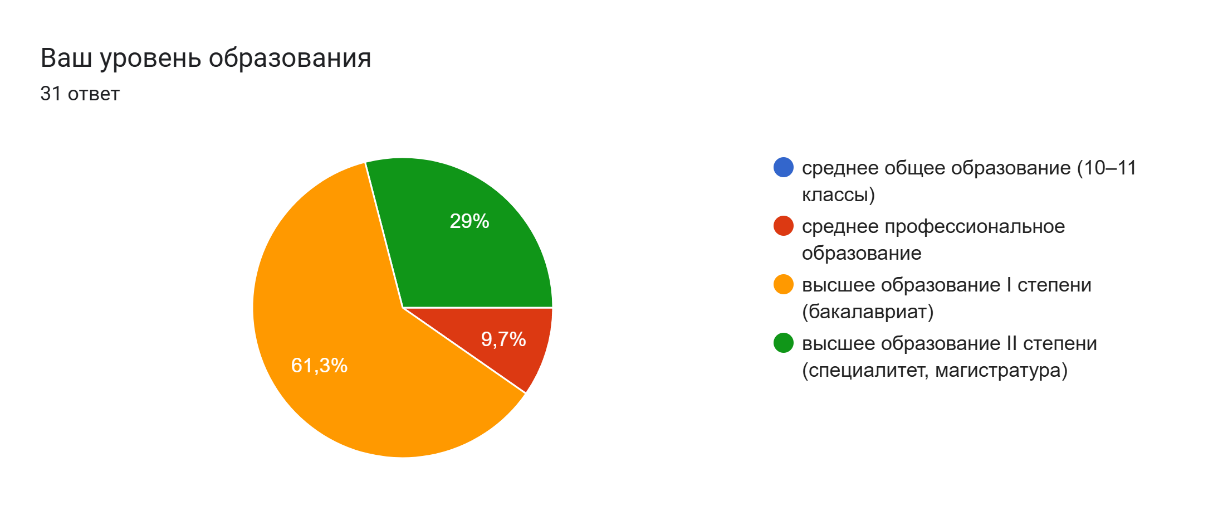 Ваш уровень образования
31 ответ
29%
9,7%
61,3%
среднее общее образование (10–11
классы)
среднее профессиональное
образование
высшее образование I степени
(бакалавриат)
высшее образование II степени
(специалитет, магистратура)